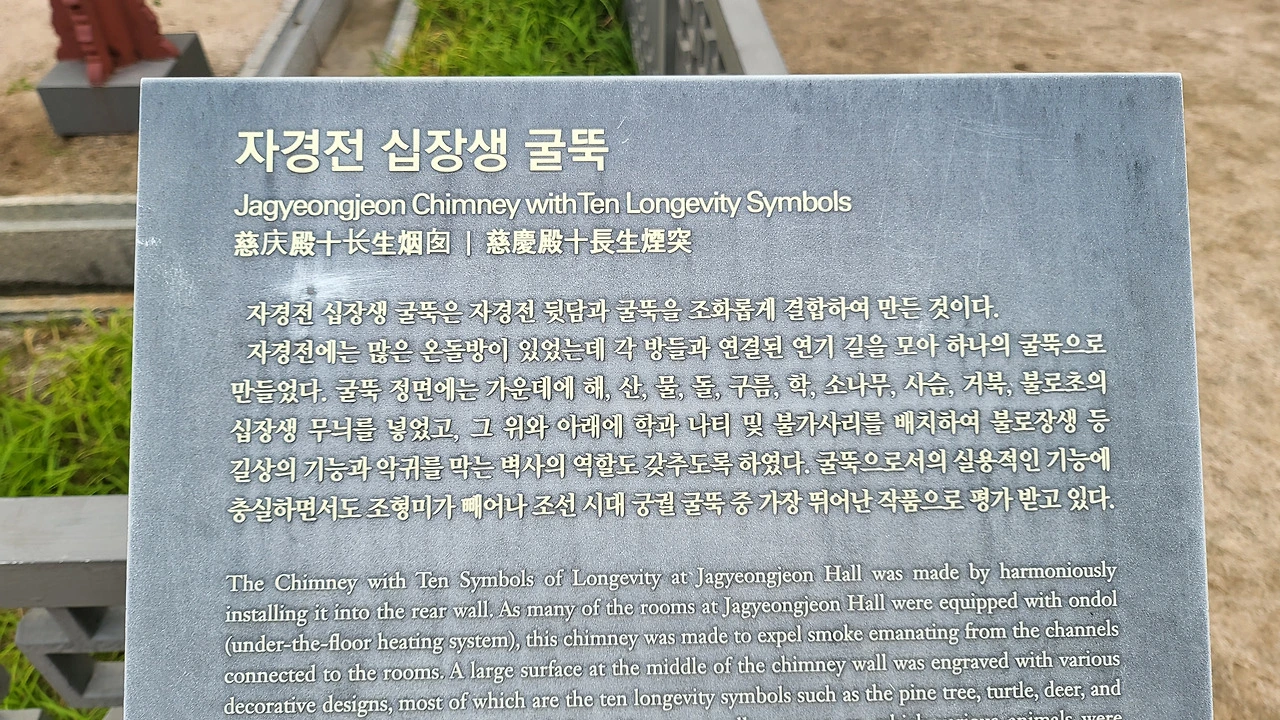 자경전 십장생 굴뚝
Jagyeongjeon Chimney with Ten Longevity Symbols
慈庆殿十长生烟囱 | 慈慶殿十長生煙突
자경전 십장생 굴뚝은 자경전 뒷담과 굴뚝을 조화롭게 결합하여 만든 것이다.
자경전에는 많은 온돌방이 있었는데 각 방들과 연결된 연기 길을 모아 하나의 굴뚝으로
만들었다. 굴뚝 정면에는 가운데에 해, 산, 물, 돌, 구름, 학, 소나무, 사슴, 거북, 불로초의
십장생 무늬를 넣었고, 그 위와 아래에 학과 나티 및 불가사리를 배치하여 불로장생 등
길상의 기능과 악귀를 막는 벽사의 역할도 갖추도록 하였다. 굴뚝으로서의 실용적인 기능에
충실하면서도 조형미가 빼어나 조선 시대 궁궐 굴뚝 중 가장 뛰어난 작품으로 평가 받고 있다.
The Chimney with Ten Symbols of Longevity at Jagyeongjeon Hall was made by harmoniously
installing it into the rear wall. As many of the rooms at Jagyeongjeon Hall were equipped with ondol
(under-the-floor heating system), this chimney was made to expel smoke emanating from the channels
connected to the rooms. A large surface at the middle of the chimney wall was engraved with various
decorative designs, most of which are the ten longevity symbols such as the pine tree, turtle, deer, and
which various animals were